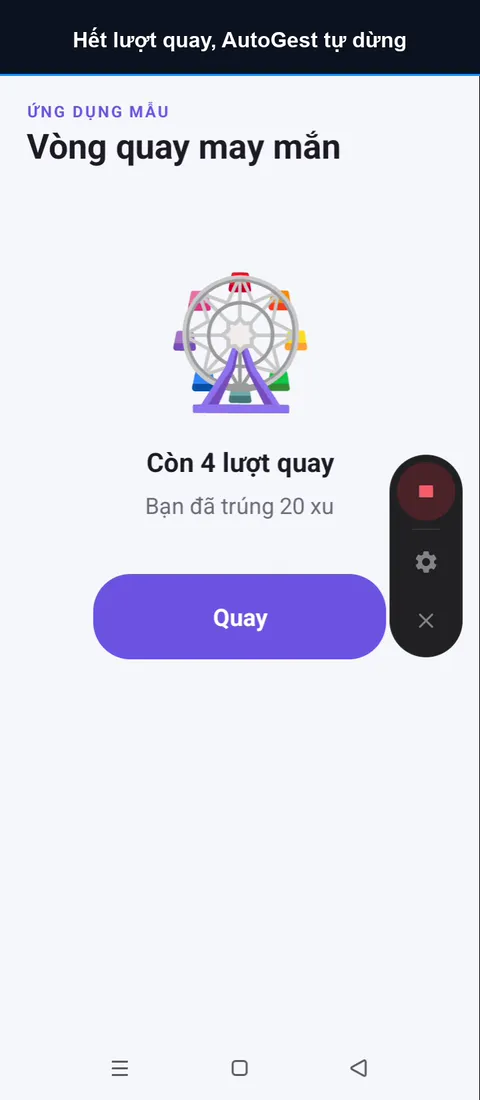 Hết lượt quay, AutoGest tự dừng
ỨNG DỤNG MẪU
Vòng quay may mắn
Còn 4 lượt quay
Bạn đã trúng 20 xu
Quay